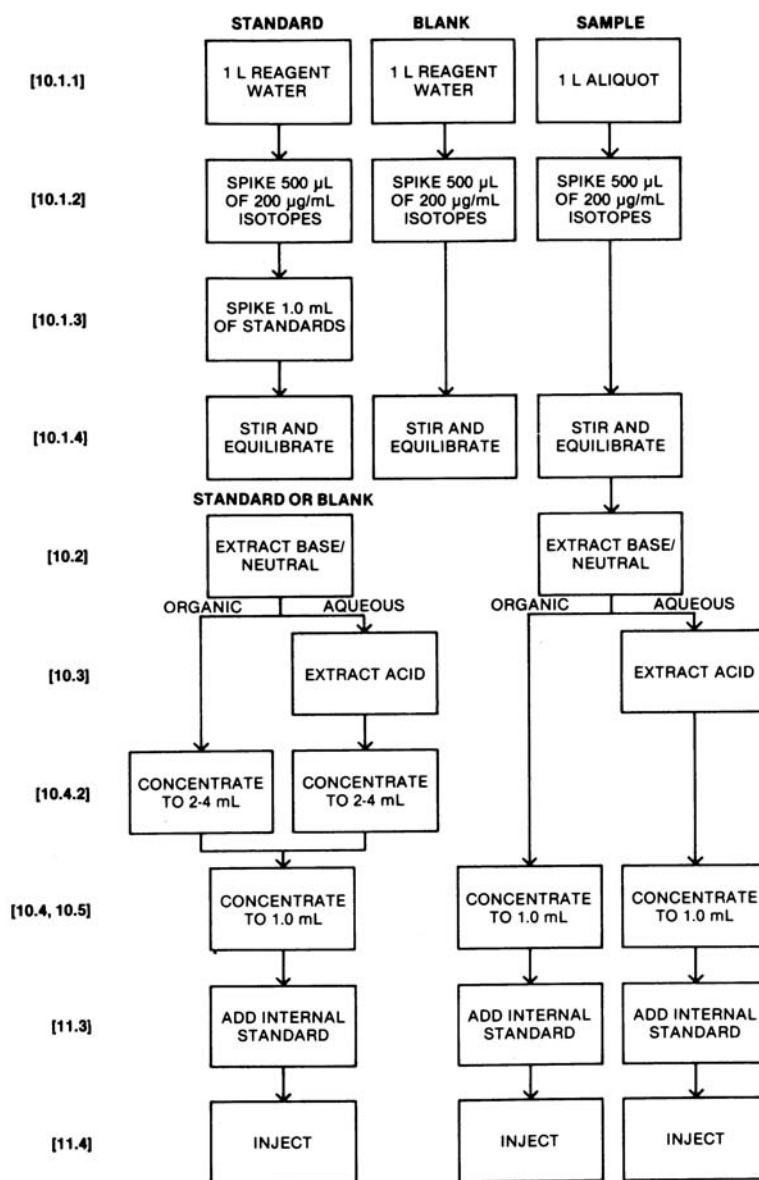 STANDARD BLANK SAMPLE
[10.1.1]
1 L REAGENT
WATER
1 L REAGENT
WATER
1 L ALIQUOT
[10.1.2]
SPIKE 500 µL
OF 200 µg/mL
ISOTOPES
SPIKE 500 µL
OF 200 µg/mL
ISOTOPES
SPIKE 500 µL
OF 200 µg/mL
ISOTOPES
[10.1.3]
SPIKE 1.0 mL
OF STANDARDS
[10.1.4]
STIR AND
EQUILIBRATE
STIR AND
EQUILIBRATE
STIR AND
EQUILIBRATE
STANDARD OR BLANK
[10.2]
EXTRACT BASE/
NEUTRAL
EXTRACT BASE/
NEUTRAL
ORGANIC AQUEOUS ORGANIC AQUEOUS
[10.3]
EXTRACT ACID
EXTRACT ACID
[10.4.2]
CONCENTRATE
TO 2-4 mL
CONCENTRATE
TO 2-4 mL
[10.4, 10.5]
CONCENTRATE
TO 1.0 mL
CONCENTRATE
TO 1.0 mL
CONCENTRATE
TO 1.0 mL
[11.3]
ADD INTERNAL
STANDARD
ADD INTERNAL
STANDARD
ADD INTERNAL
STANDARD
[11.4]
INJECT
INJECT
INJECT